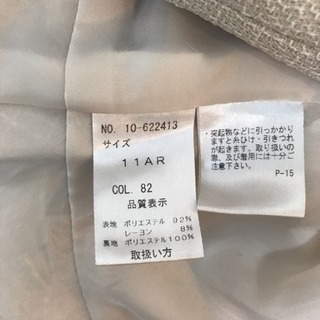 NO. 10-622413
サイズ
11AR
COL. 82
品質表示
表地 ポリエステル 92%
レーヨン 8%
裏地 ポリエステル100%
取扱い方
・突起物などに引っかかり
ますと糸ひけ・引きつれ
が起きます。取り扱いの
際、及び着用には十分ご
注意下さい。
P-15